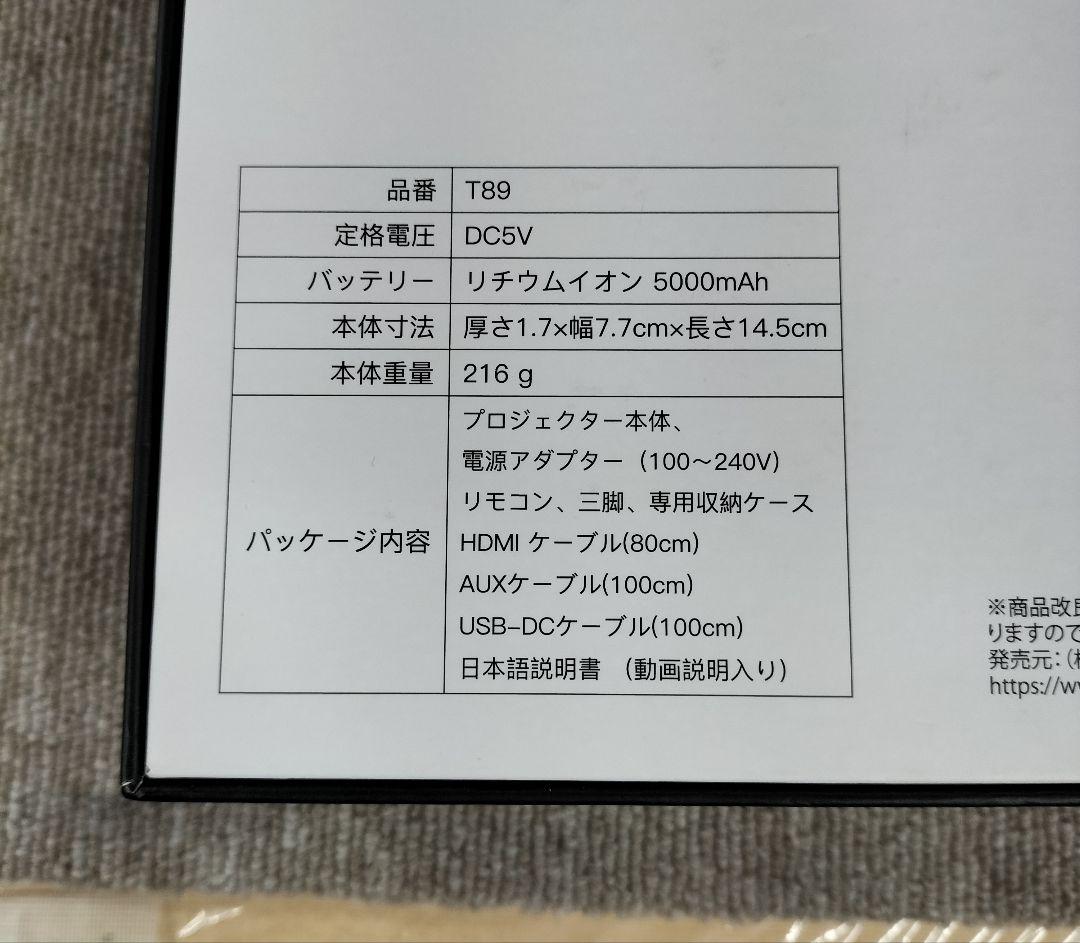 品番 T89
定格電圧 DC5V
バッテリー リチウムイオン 5000mAh
本体寸法 厚さ1.7×幅7.7cm×長さ14.5cm
本体重量 216 g
パッケージ内容
プロジェクター本体、
電源アダプター（100～240V）
リモコン、三脚、専用収納ケース
HDMI ケーブル(80cm)
AUXケーブル(100cm)
USB-DCケーブル(100cm)
日本語説明書 （動画説明入り）
※商品改良
りますので
発売元:(
https://w